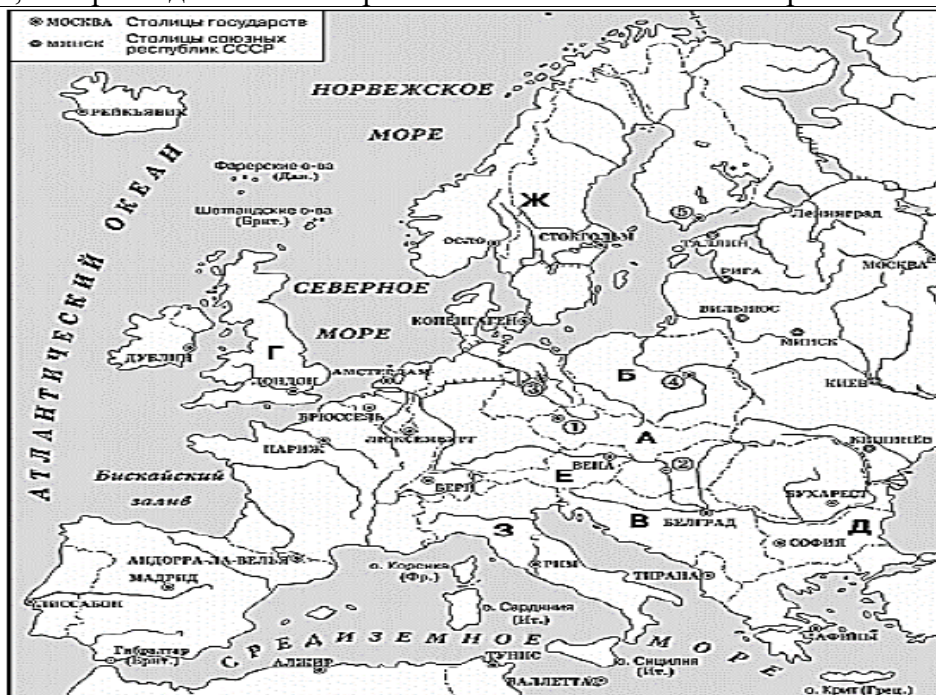 МОСКВА Столицы государств
МИНСК Столицы союзных
республик СССР
РЕЙКЬЯВИК
НОРВЕЖСКОЕ
МОРЕ
Фарерские о-ва
(Дан.)
Шетландские о-ва
(Брит.)
АТЛАНТИЧЕСКИЙ ОКЕАН
Ж
5
Ленинград
ОСЛО
СТОКГОЛЬМ
ТАЛЛИН
МОСКВА
РИГА
СЕВЕРНОЕ
МОРЕ
КОПЕНГАГЕН
ВИЛЬНЮС
МИНСК
ДУБЛИН
Г
ЛОНДОН
АМСТЕРДАМ
3
Б
4
КИЕВ
БРЮССЕЛЬ
ЛЮКСЕМБУРГ
1
А
ПАРИЖ
КИШИНЁВ
Бискайский
залив
БЕРН
Е
ВЕНА
2
БУХАРЕСТ
З
В
БЕЛГРАД
Д
СОФИЯ
АНДОРРА-ЛА-ВЕЛЬЯ
МАДРИД
о. Корсика
(Фр.)
РИМ
ТИРАНА
ЛИССАБОН
о. Сардиния
(Ит.)
СРЕДИЗЕМНОЕ МОРЕ
АФИНЫ
Гибралтар
(Брит.)
АЛЖИР
ТУНИС
о. Сицилия
(Ит.)
ВАЛЛЕТТА
о. Крит (Грец.)